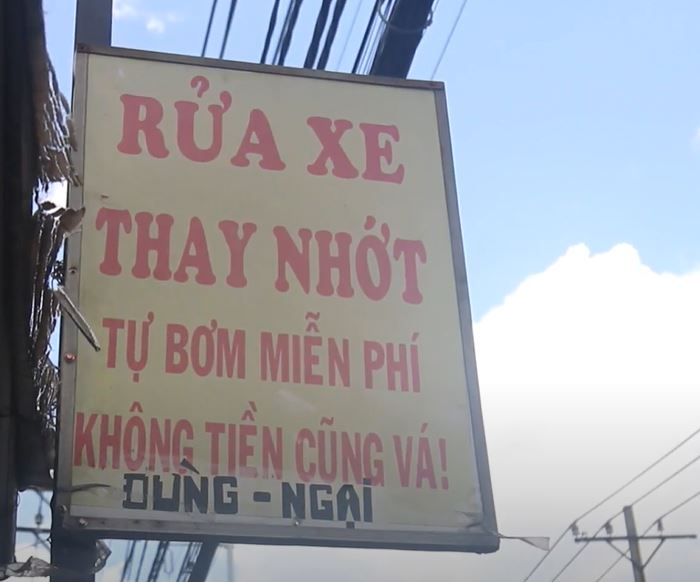 RỬA XE
THAY NHỚT
TỰ BƠM MIỄN PHÍ
KHÔNG TIỀN CŨNG VÁ!
ĐỪNG - NGẠI